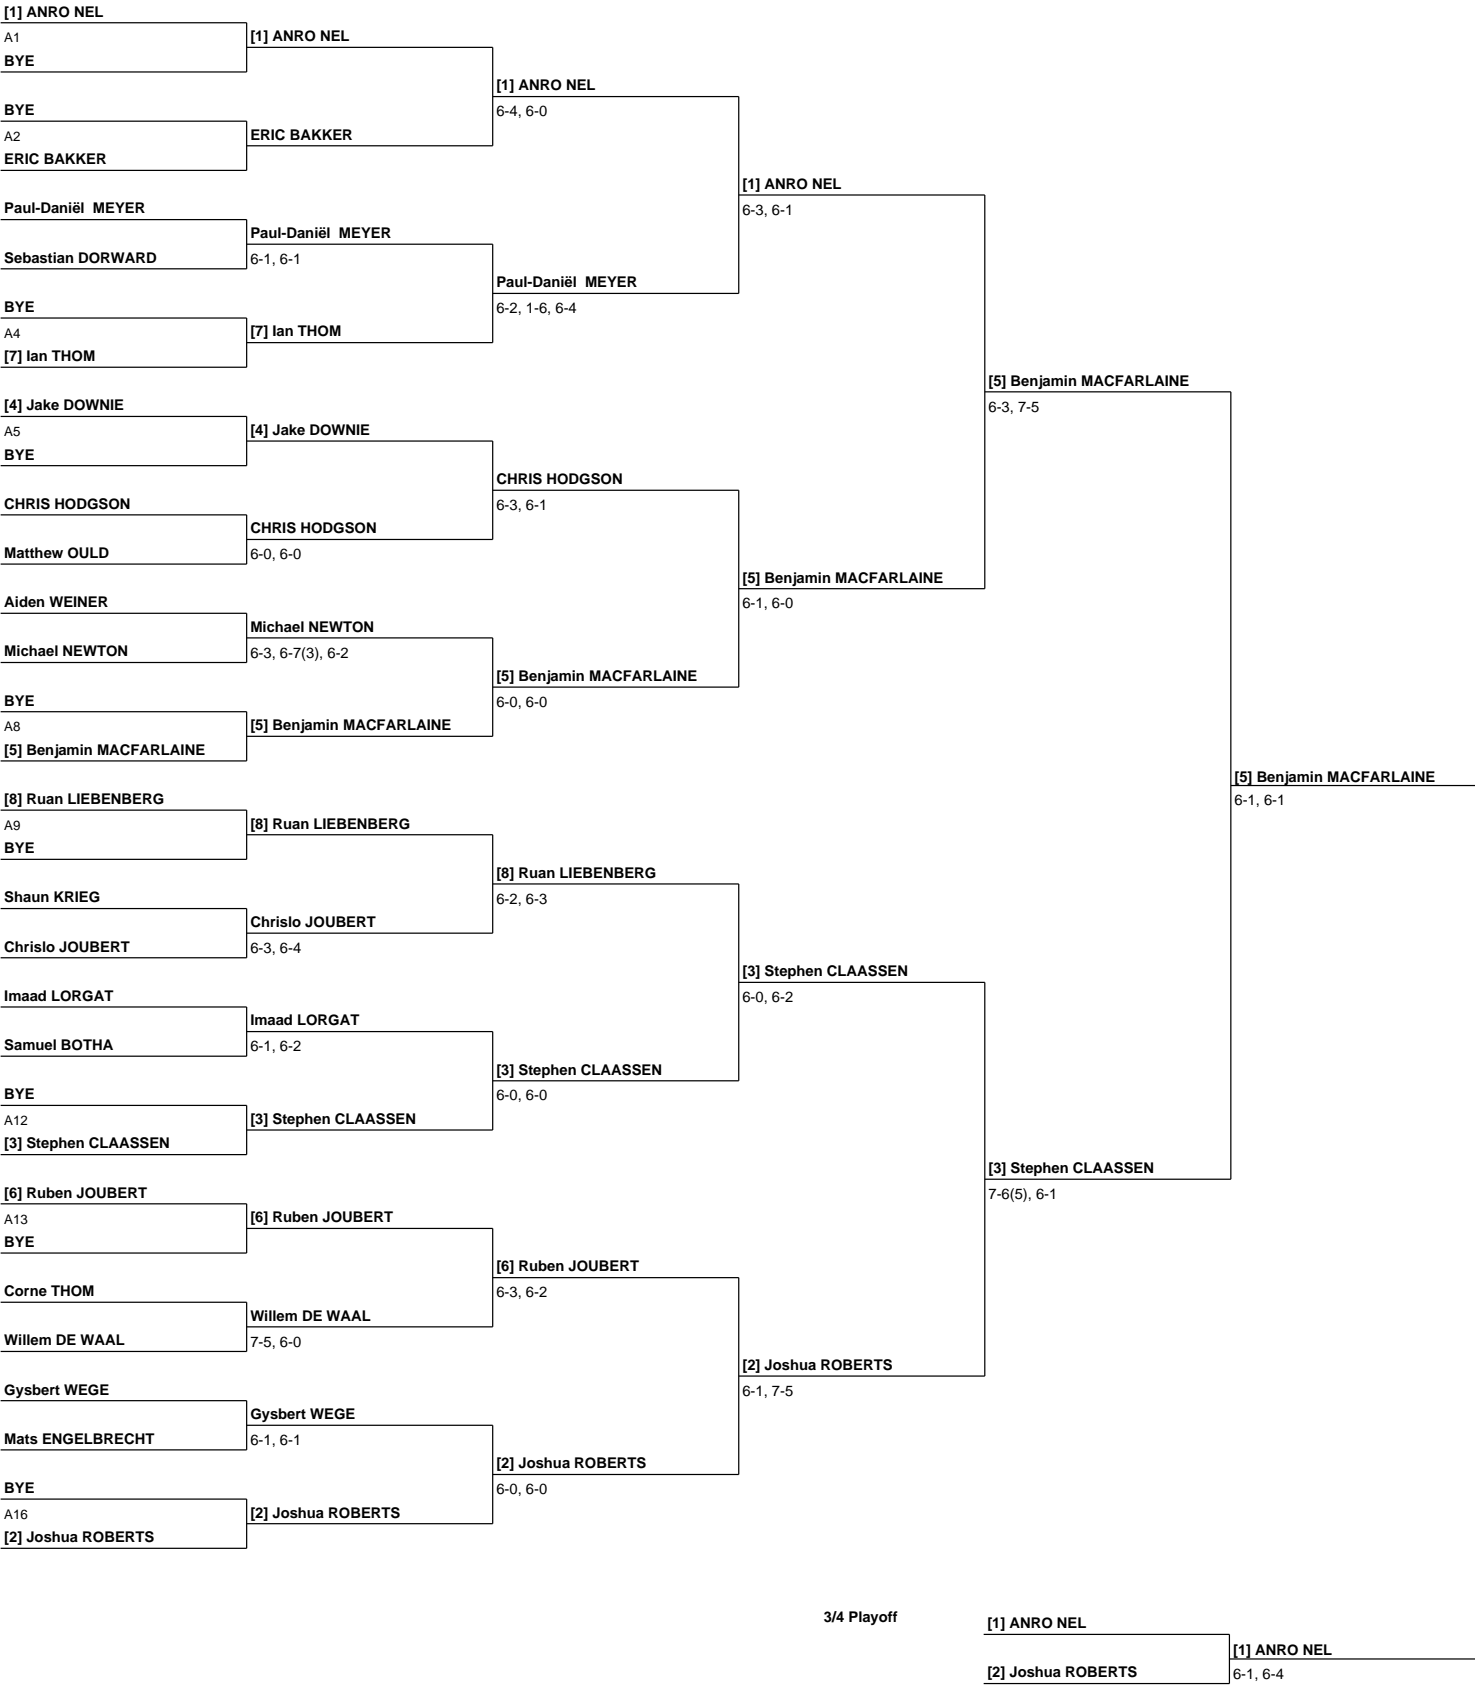 [1] ANRO NEL
A1
BYE
BYE
A2
ERIC BAKKER
Paul-Daniël  MEYER
Sebastian DORWARD
BYE
A4
[7] Ian THOM
[4] Jake DOWNIE
A5
BYE
CHRIS HODGSON
Matthew OULD
Aiden WEINER
Michael NEWTON
BYE
A8
[5] Benjamin MACFARLAINE
[8] Ruan LIEBENBERG
A9
BYE
Shaun KRIEG
Chrislo JOUBERT
Imaad LORGAT
Samuel BOTHA
BYE
A12
[3] Stephen CLAASSEN
[6] Ruben JOUBERT
A13
BYE
Corne THOM
Willem DE WAAL
Gysbert WEGE
Mats ENGELBRECHT
BYE
A16
[2] Joshua ROBERTS
[1] ANRO NEL
ERIC BAKKER
Paul-Daniël  MEYER
6-1, 6-1
[7] Ian THOM
[4] Jake DOWNIE
CHRIS HODGSON
6-0, 6-0
Michael NEWTON
6-3, 6-7(3), 6-2
[5] Benjamin MACFARLAINE
[8] Ruan LIEBENBERG
Chrislo JOUBERT
6-3, 6-4
Imaad LORGAT
6-1, 6-2
[3] Stephen CLAASSEN
[6] Ruben JOUBERT
Willem DE WAAL
7-5, 6-0
Gysbert WEGE
6-1, 6-1
[2] Joshua ROBERTS
[1] ANRO NEL
6-4, 6-0
Paul-Daniël  MEYER
6-2, 1-6, 6-4
CHRIS HODGSON
6-3, 6-1
[5] Benjamin MACFARLAINE
6-0, 6-0
[8] Ruan LIEBENBERG
6-2, 6-3
[3] Stephen CLAASSEN
6-0, 6-0
[6] Ruben JOUBERT
6-3, 6-2
[2] Joshua ROBERTS
6-0, 6-0
[1] ANRO NEL
6-3, 6-1
[5] Benjamin MACFARLAINE
6-1, 6-0
[3] Stephen CLAASSEN
6-0, 6-2
[2] Joshua ROBERTS
6-1, 7-5
[5] Benjamin MACFARLAINE
6-3, 7-5
[3] Stephen CLAASSEN
7-6(5), 6-1
[5] Benjamin MACFARLAINE
6-1, 6-1
3/4 Playoff
[1] ANRO NEL
[2] Joshua ROBERTS
[1] ANRO NEL
6-1, 6-4